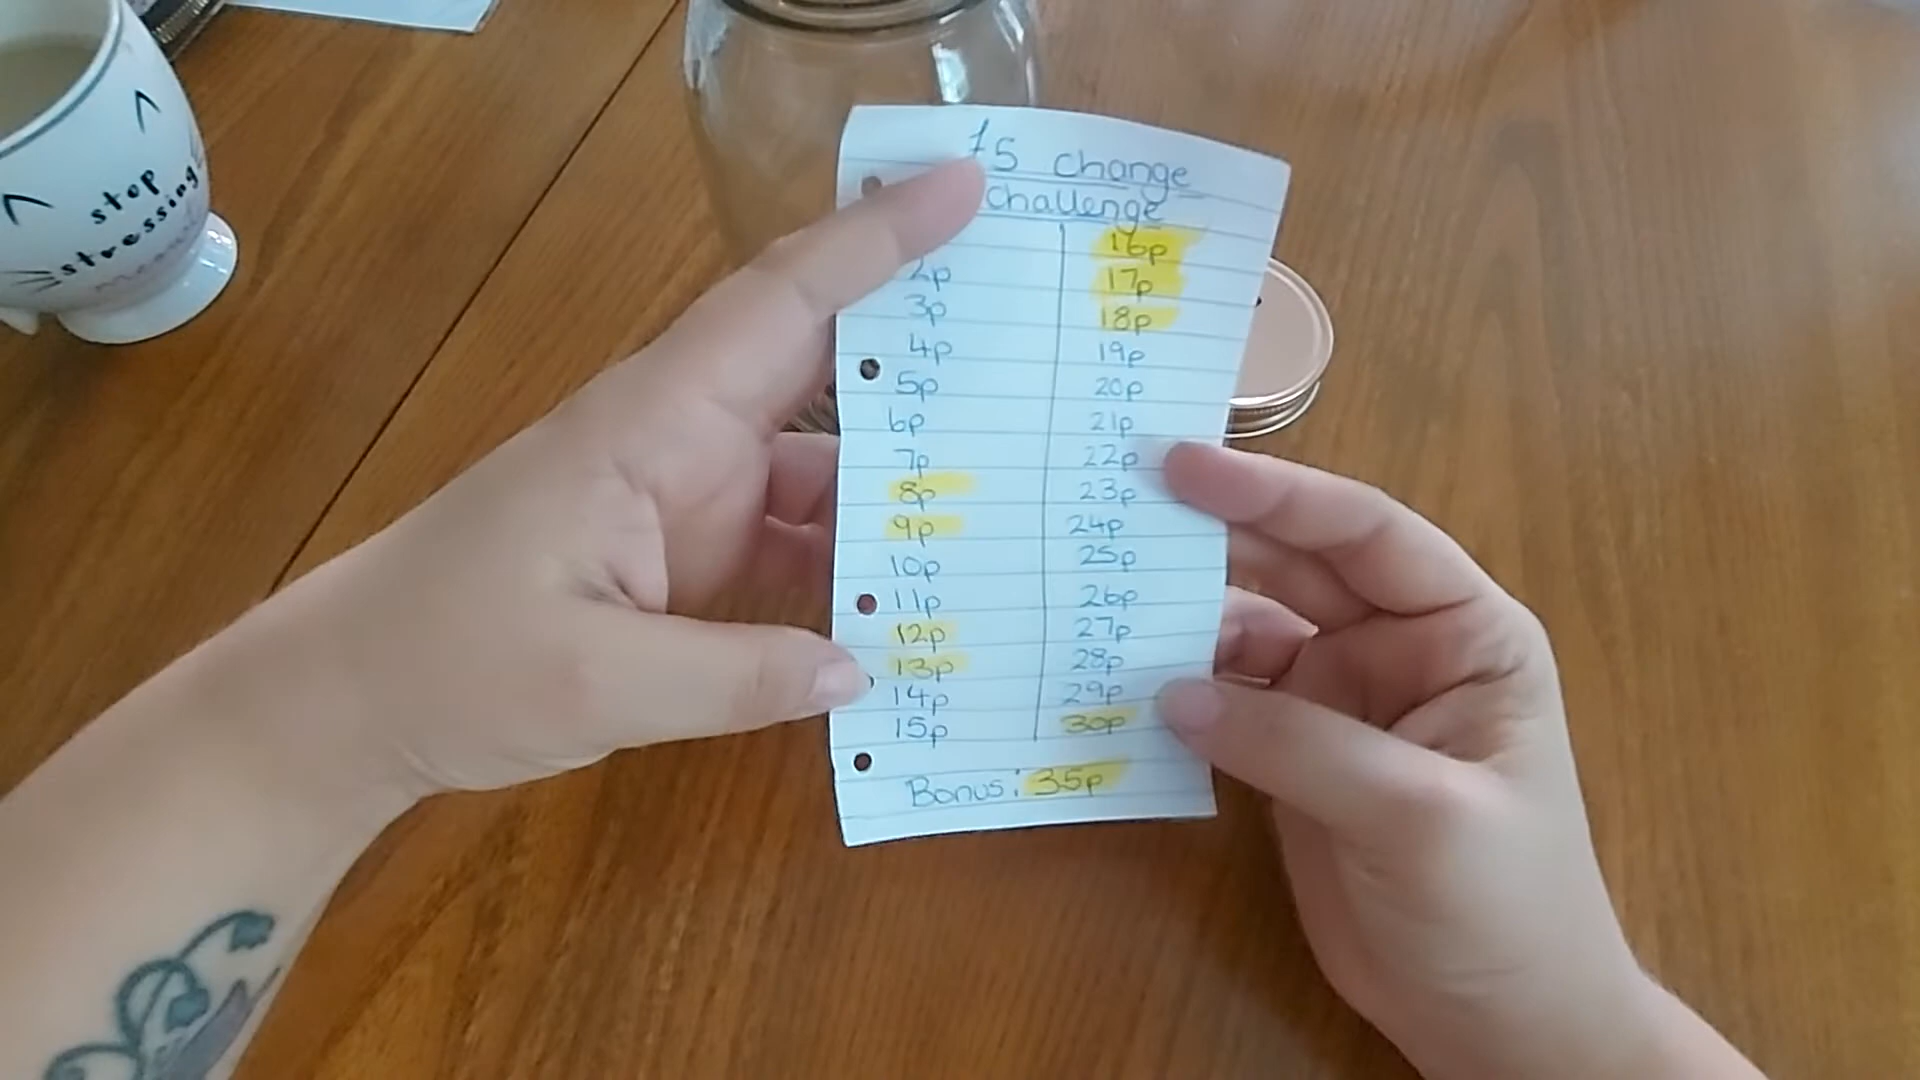 stop
stressing
£5 change
Challenge
2p
3p
4p
5p
6p
7p
8p
9p
10p
11p
12p
13p
14p
15p
16p
17p
18p
19p
20p
21p
22p
23p
24p
25p
26p
27p
28p
29p
30p
Bonus: 35p